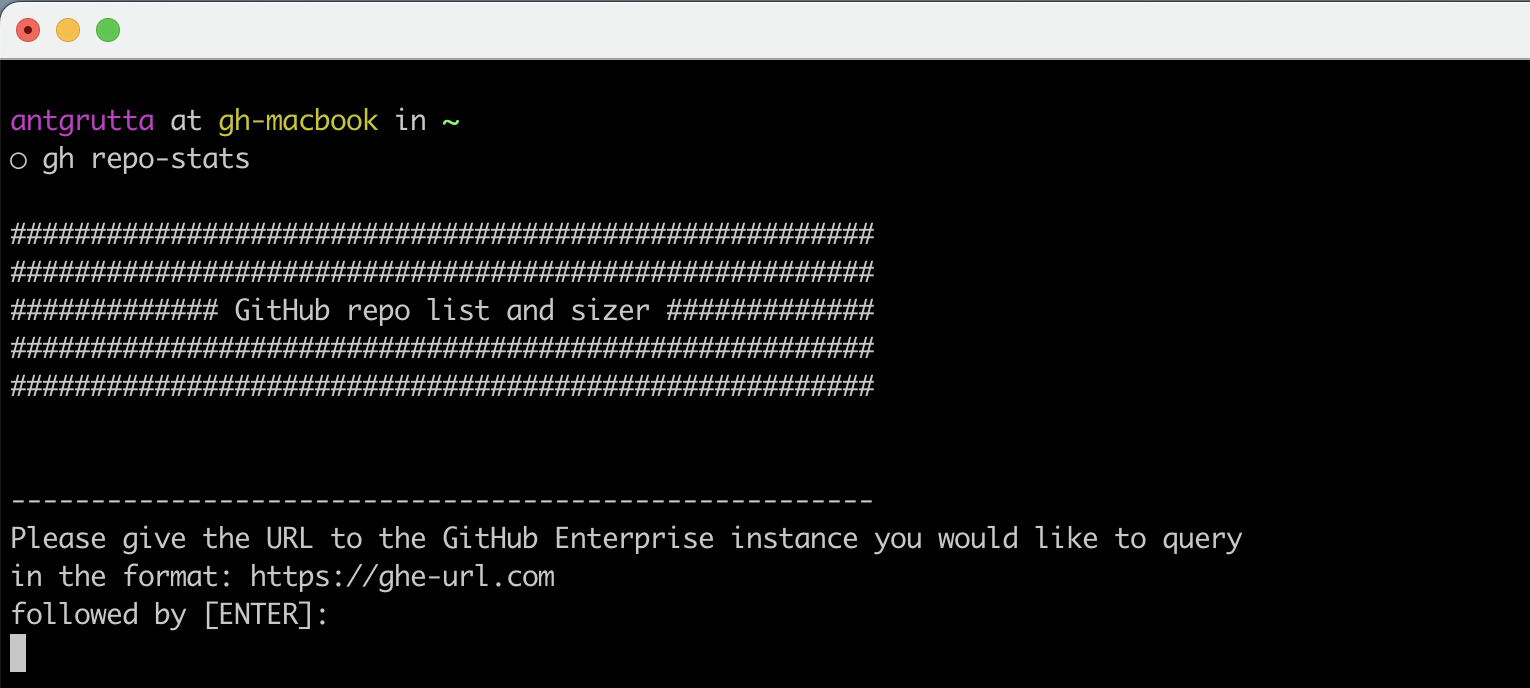 antgrutta at gh-macbook in ~
○ gh repo-stats
######################################################
######################################################
############# GitHub repo list and sizer #############
######################################################
######################################################
------------------------------------------------------
Please give the URL to the GitHub Enterprise instance you would like to query
in the format: https://ghe-url.com
followed by [ENTER]: